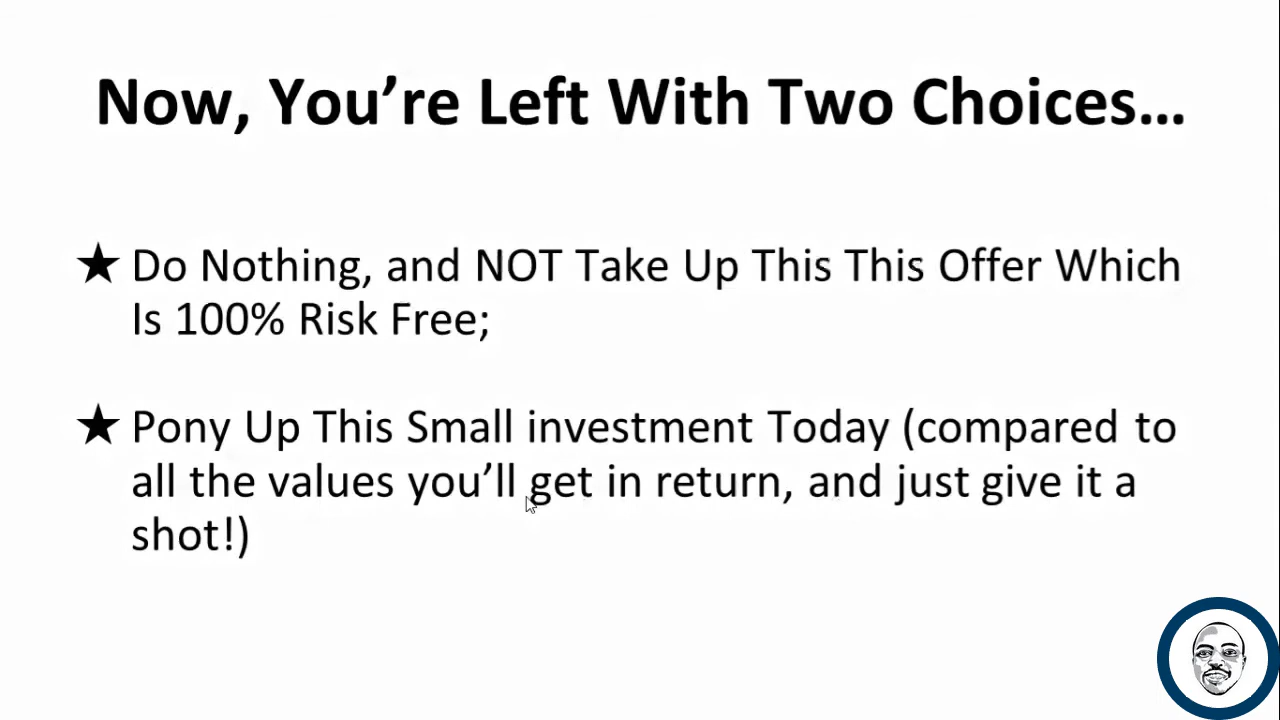 Now, You’re Left With Two Choices...
★ Do Nothing, and NOT Take Up This This Offer Which
Is 100% Risk Free;
★ Pony Up This Small investment Today (compared to
all the values you’ll get in return, and just give it a
shot!)